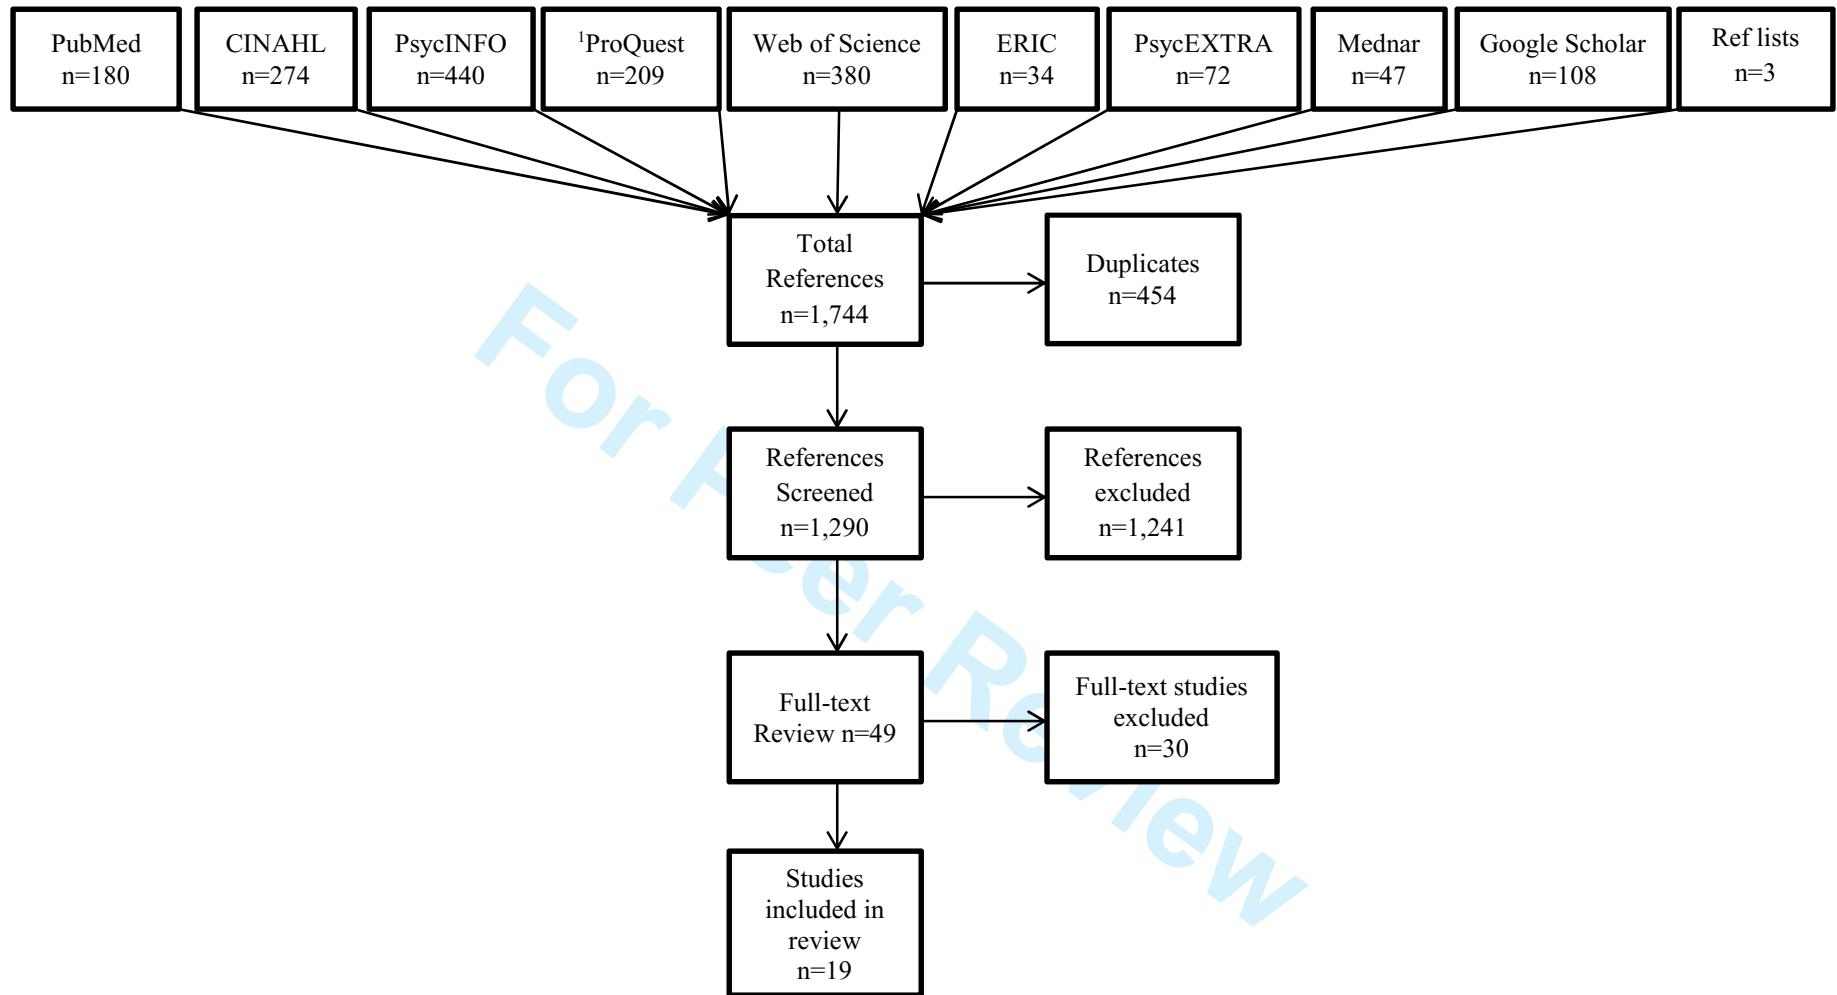 PubMed
n=180
CINAHL
n=274
PsycINFO
n=440
¹ProQuest
n=209
Web of Science
n=380
ERIC
n=34
PsycEXTRA
n=72
Mednar
n=47
Google Scholar
n=108
Ref lists
n=3
Total
References
n=1,744
Duplicates
n=454
References
Screened
n=1,290
References
excluded
n=1,241
Full-text
Review n=49
Full-text studies
excluded
n=30
Studies
included in
review
n=19
For Peer Review